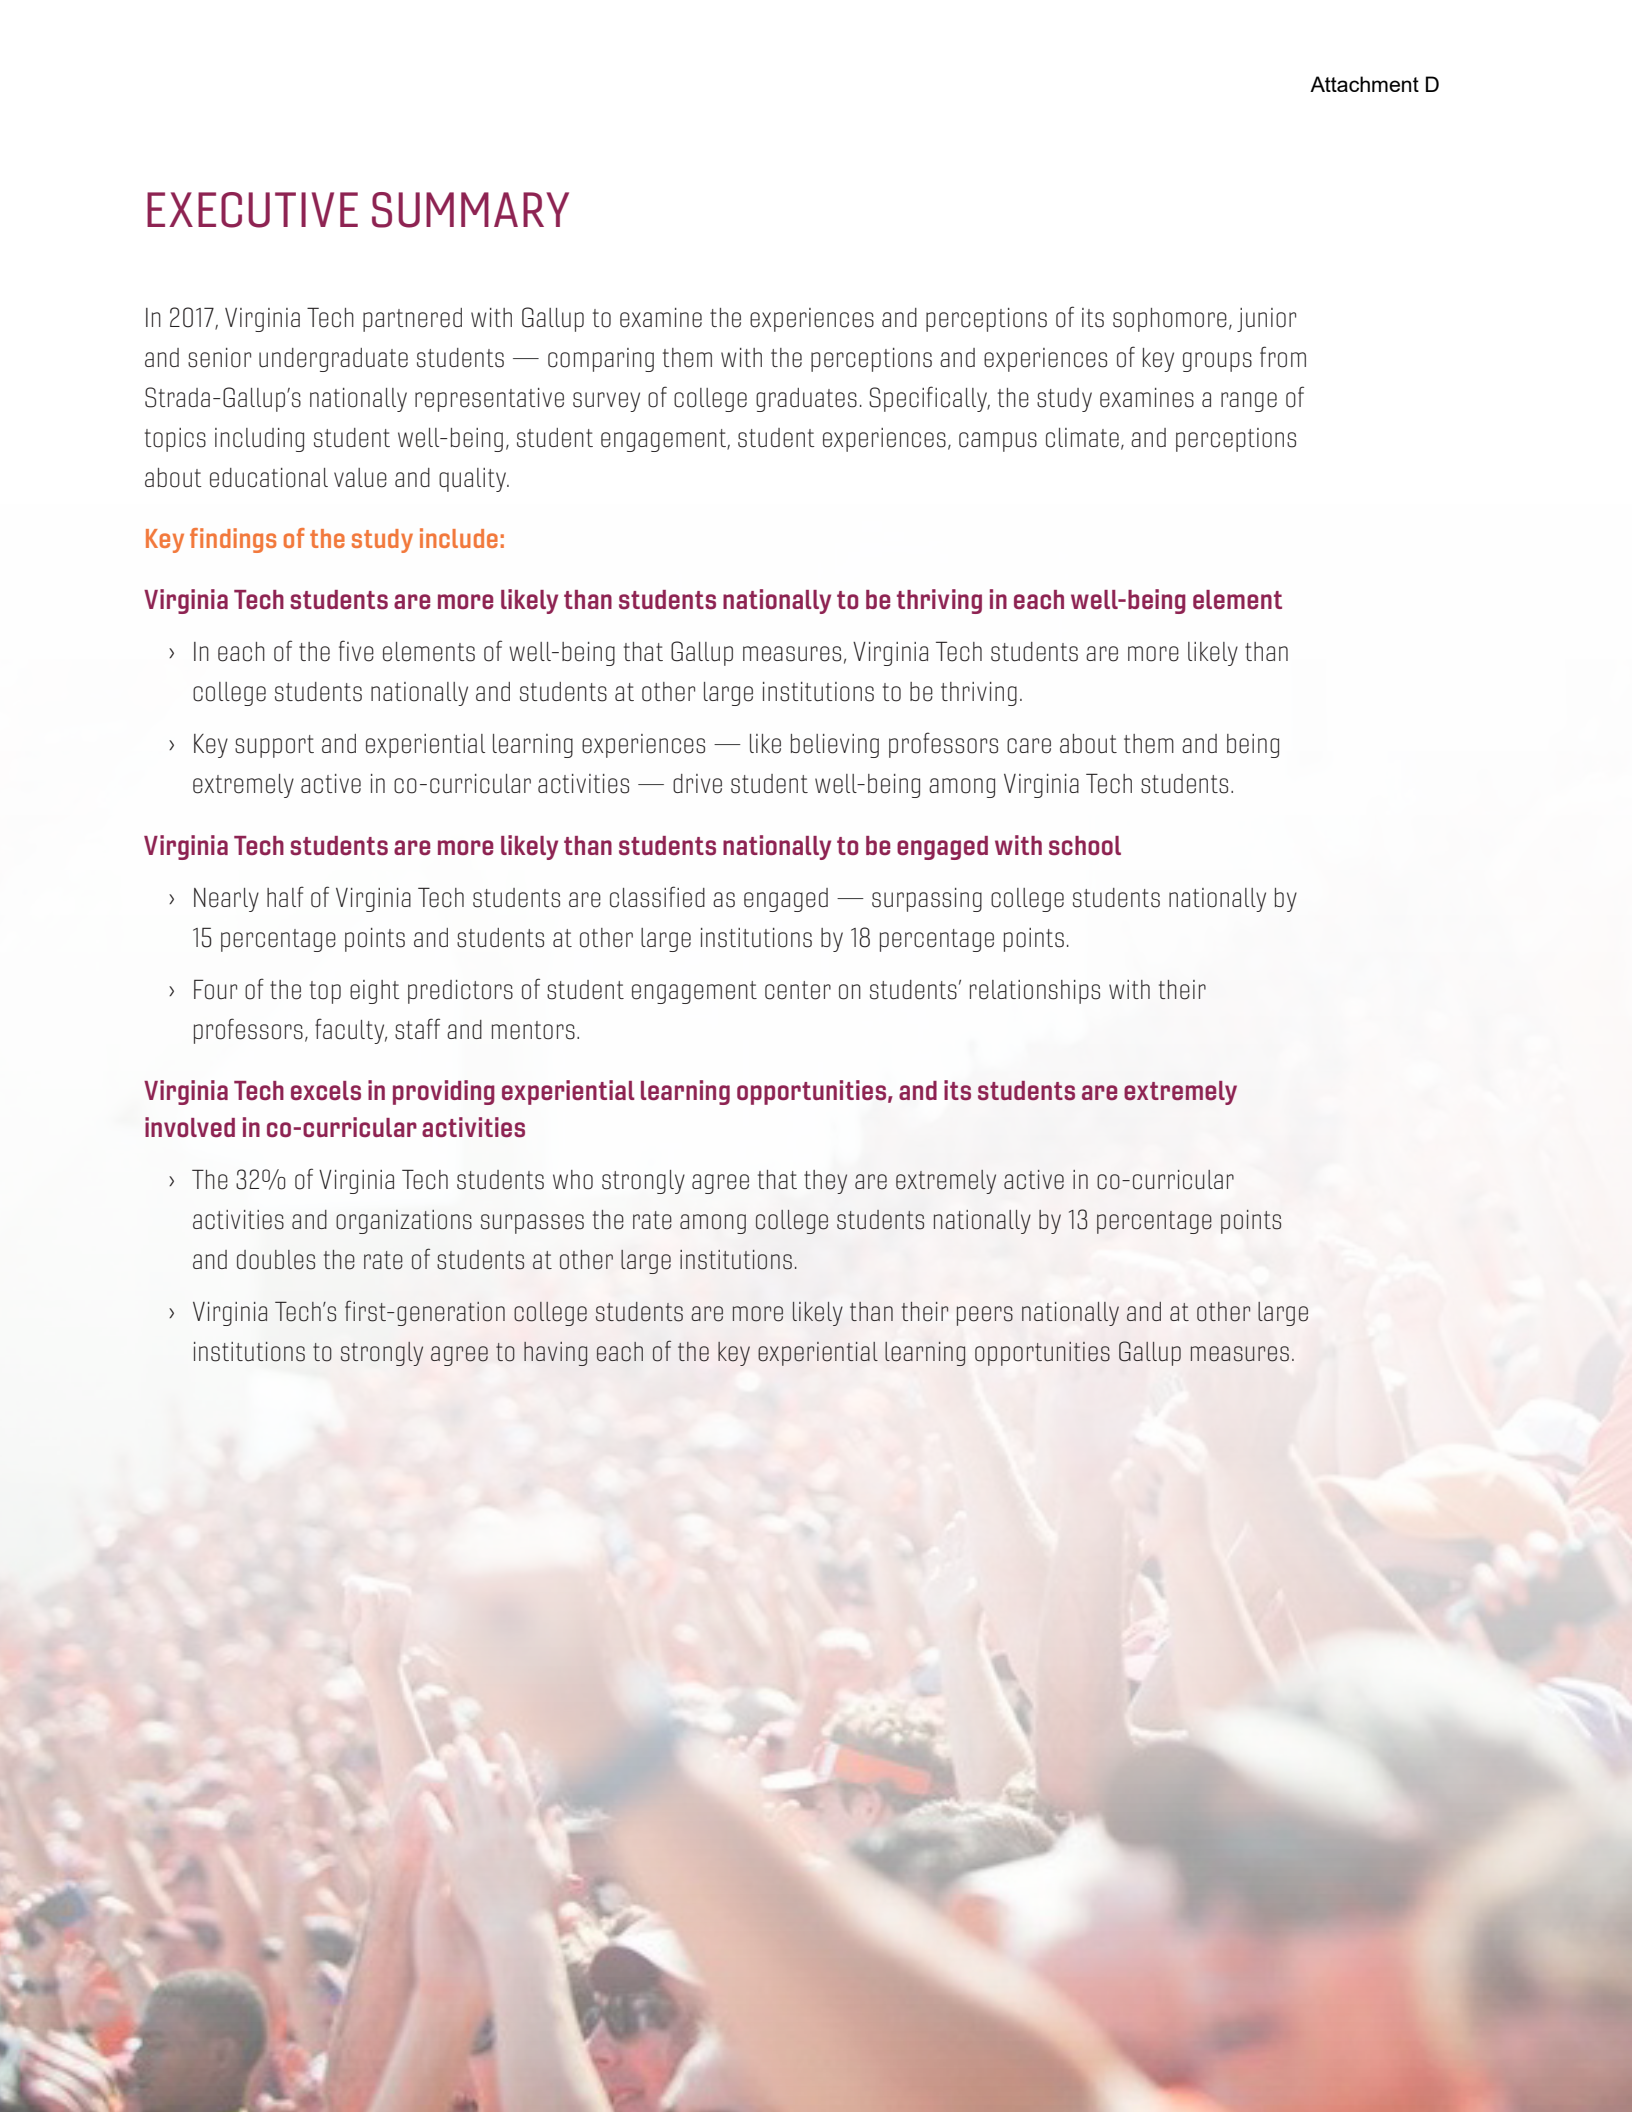 Attachment D
EXECUTIVE SUMMARY
In 2017, Virginia Tech partnered with Gallup to examine the experiences and perceptions of its sophomore, junior
and senior undergraduate students — comparing them with the perceptions and experiences of key groups from
Strada-Gallup’s nationally representative survey of college graduates. Specifically, the study examines a range of
topics including student well-being, student engagement, student experiences, campus climate, and perceptions
about educational value and quality.
Key findings of the study include:
Virginia Tech students are more likely than students nationally to be thriving in each well-being element
› In each of the five elements of well-being that Gallup measures, Virginia Tech students are more likely than
college students nationally and students at other large institutions to be thriving.
› Key support and experiential learning experiences — like believing professors care about them and being
extremely active in co-curricular activities — drive student well-being among Virginia Tech students.
Virginia Tech students are more likely than students nationally to be engaged with school
› Nearly half of Virginia Tech students are classified as engaged — surpassing college students nationally by
15 percentage points and students at other large institutions by 18 percentage points.
› Four of the top eight predictors of student engagement center on students’ relationships with their
professors, faculty, staff and mentors.
Virginia Tech excels in providing experiential learning opportunities, and its students are extremely
involved in co-curricular activities
› The 32% of Virginia Tech students who strongly agree that they are extremely active in co-curricular
activities and organizations surpasses the rate among college students nationally by 13 percentage points
and doubles the rate of students at other large institutions.
› Virginia Tech’s first-generation college students are more likely than their peers nationally and at other large
institutions to strongly agree to having each of the key experiential learning opportunities Gallup measures.